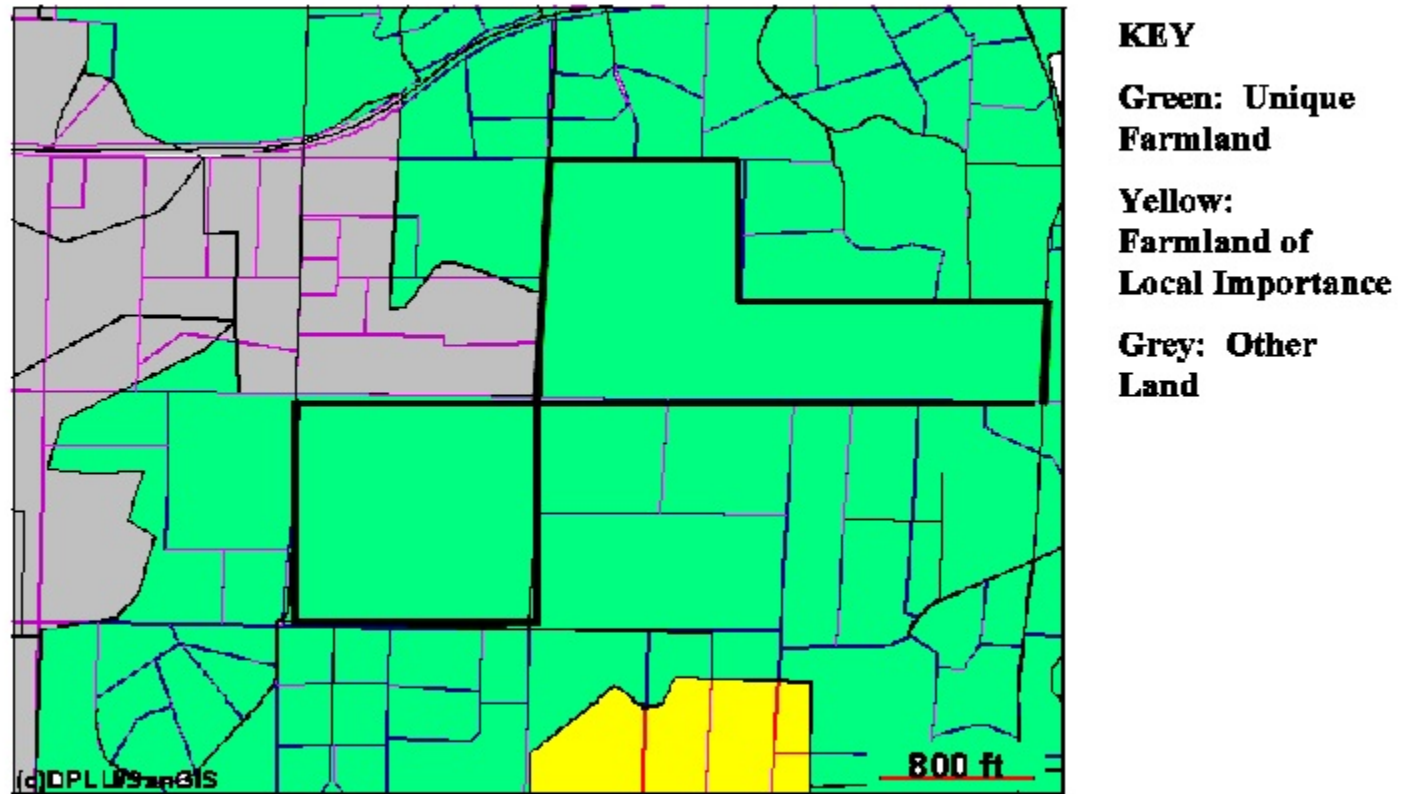 KEY
Green: Unique
Farmland
Yellow:
Farmland of
Local Importance
Grey: Other
Land
800 ft